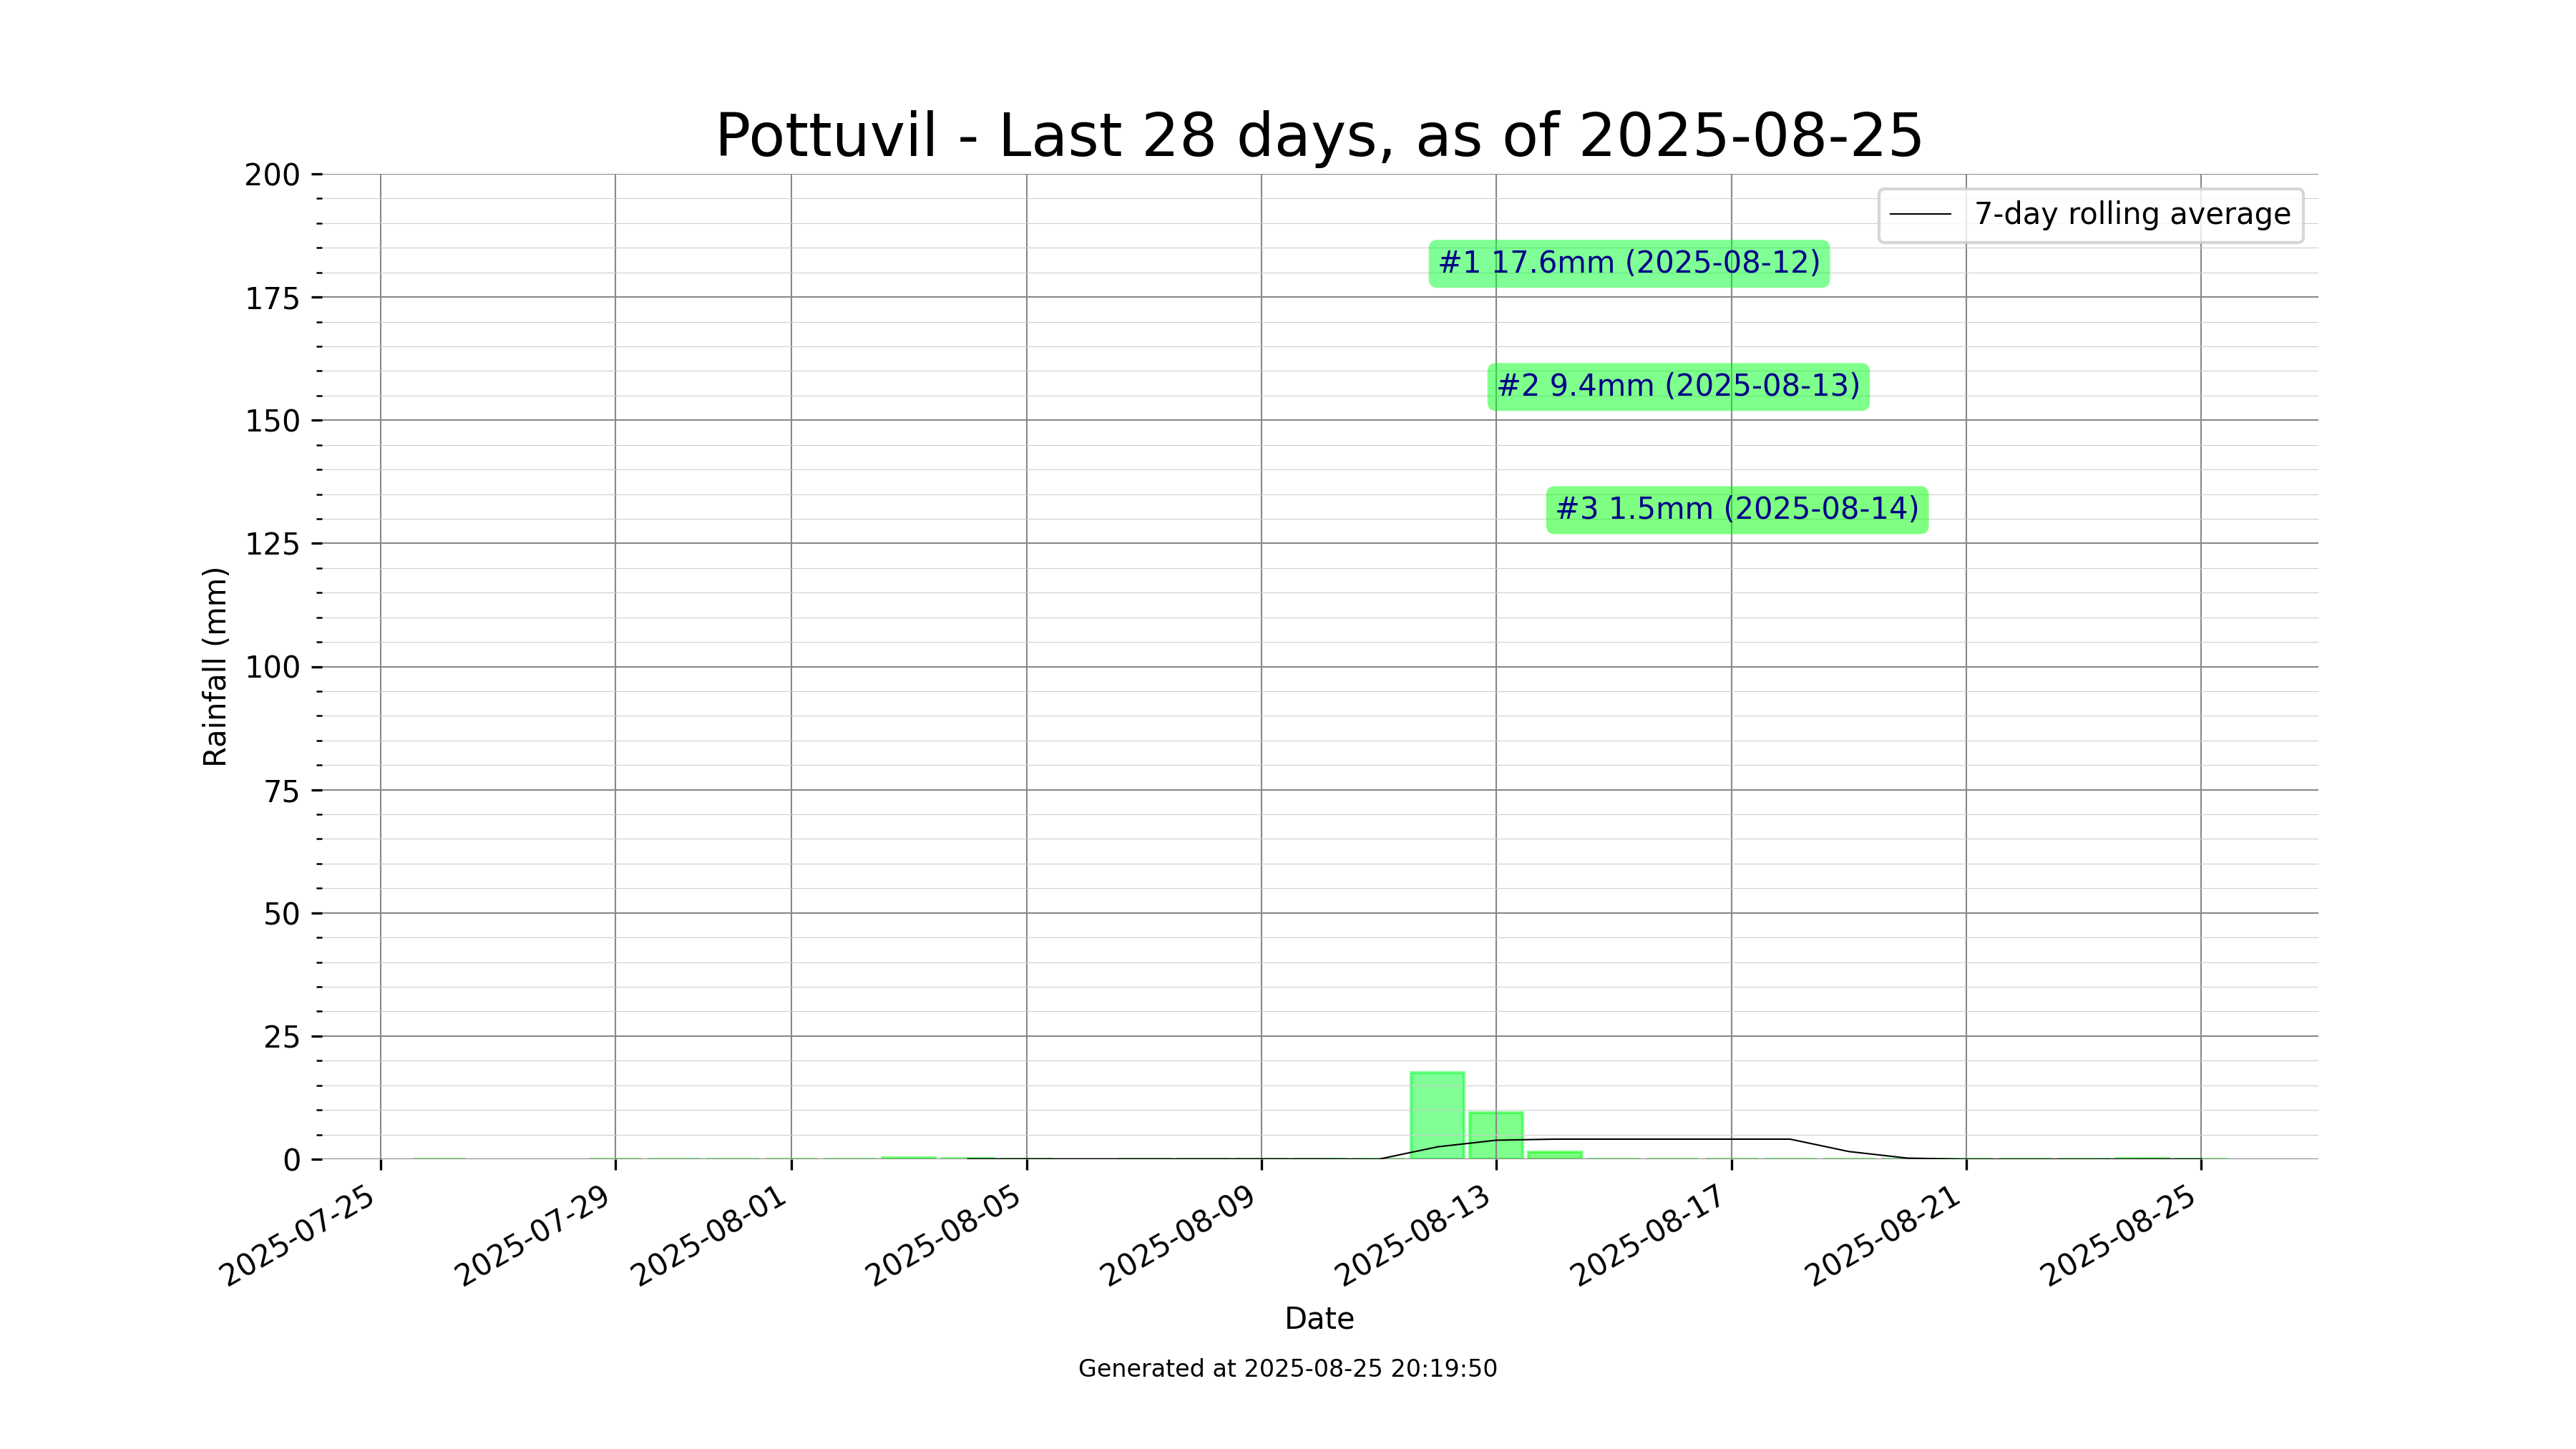 Pottuvil - Last 28 days, as of 2025-08-25
200
175
150
125
100
75
50
25
0
Rainfall (mm)
7-day rolling average
#1 17.6mm (2025-08-12)
#2 9.4mm (2025-08-13)
#3 1.5mm (2025-08-14)
2025-07-25
2025-07-29
2025-08-01
2025-08-05
2025-08-09
2025-08-13
2025-08-17
2025-08-21
2025-08-25
Date
Generated at 2025-08-25 20:19:50